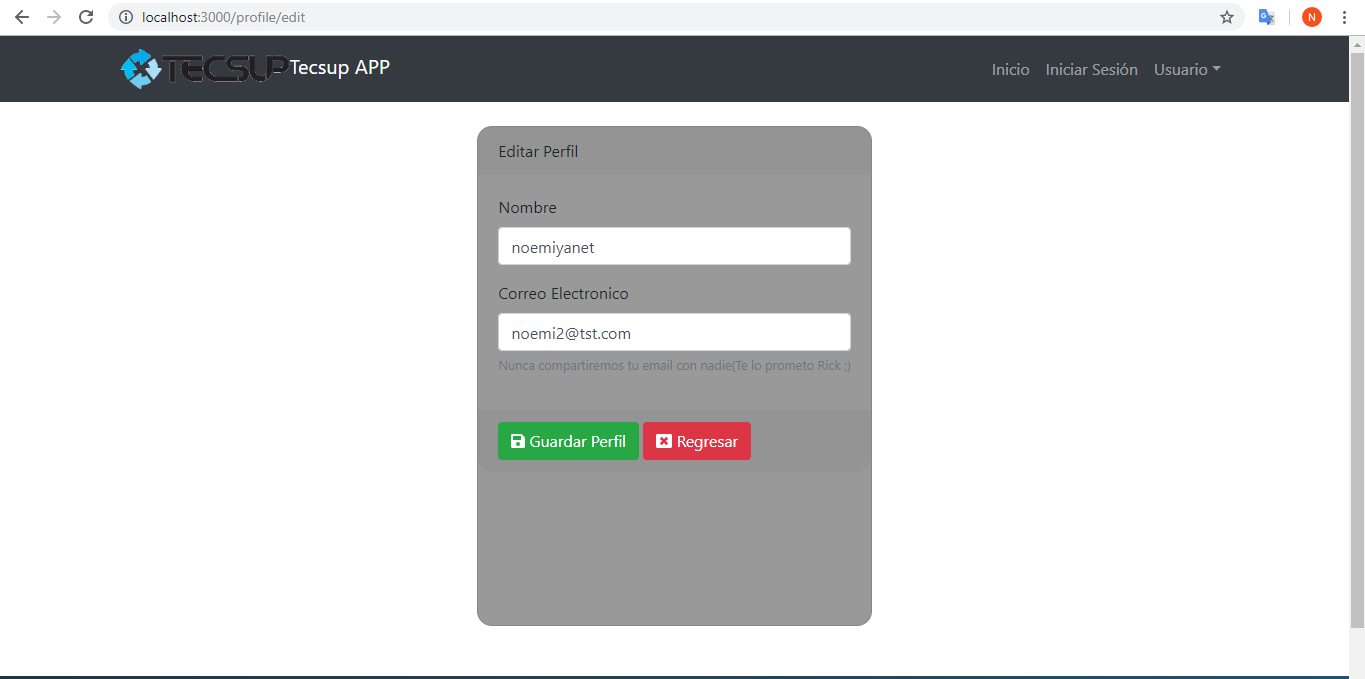 localhost:3000/profile/edit
N
TECSUP - Tecsup APP
Inicio Iniciar Sesión Usuario
Editar Perfil
Nombre
noemiyanet
Correo Electronico
noemi2@tst.com
Nunca compartiremos tu email con nadie(Te lo prometo Rick ;)
Guardar Perfil Regresar